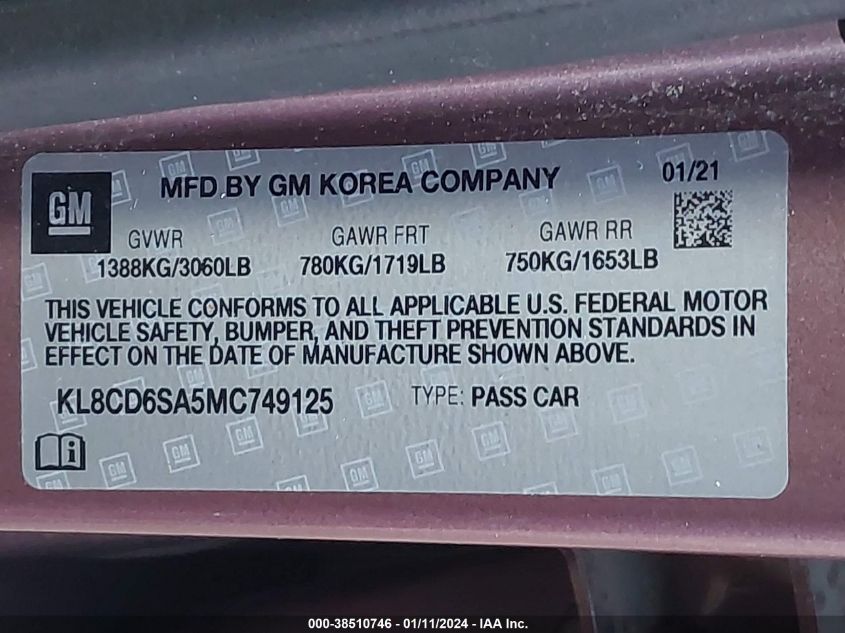 GM MFD BY GM KOREA COMPANY 01/21
GVWR GAWR FRT GAWR RR
1388KG/3060LB 780KG/1719LB 750KG/1653LB
THIS VEHICLE CONFORMS TO ALL APPLICABLE U.S. FEDERAL MOTOR
VEHICLE SAFETY, BUMPER, AND THEFT PREVENTION STANDARDS IN
EFFECT ON THE DATE OF MANUFACTURE SHOWN ABOVE.
KL8CD6SA5MC749125 TYPE: PASS CAR
000-38510746 - 01/11/2024 - IAA Inc.